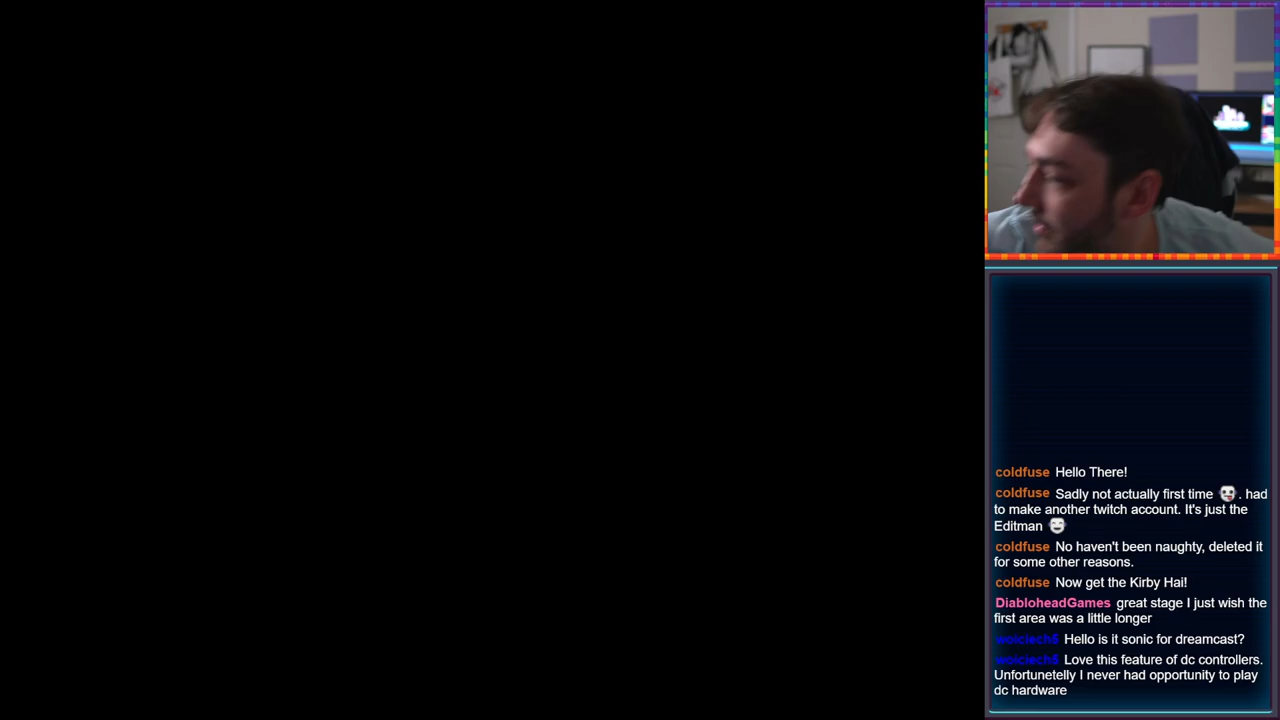 coldfuse Hello There!
coldfuse Sadly not actually first time . had
to make another twitch account. It's just the
Editman
coldfuse No haven't been naughty, deleted it
for some other reasons.
coldfuse Now get the Kirby Hai!
DiabloheadGames great stage I just wish the
first area was a little longer
wojciech5 Hello is it sonic for dreamcast?
wojciech5 Love this feature of dc controllers.
Unfortunetelly I never had opportunity to play
dc hardware